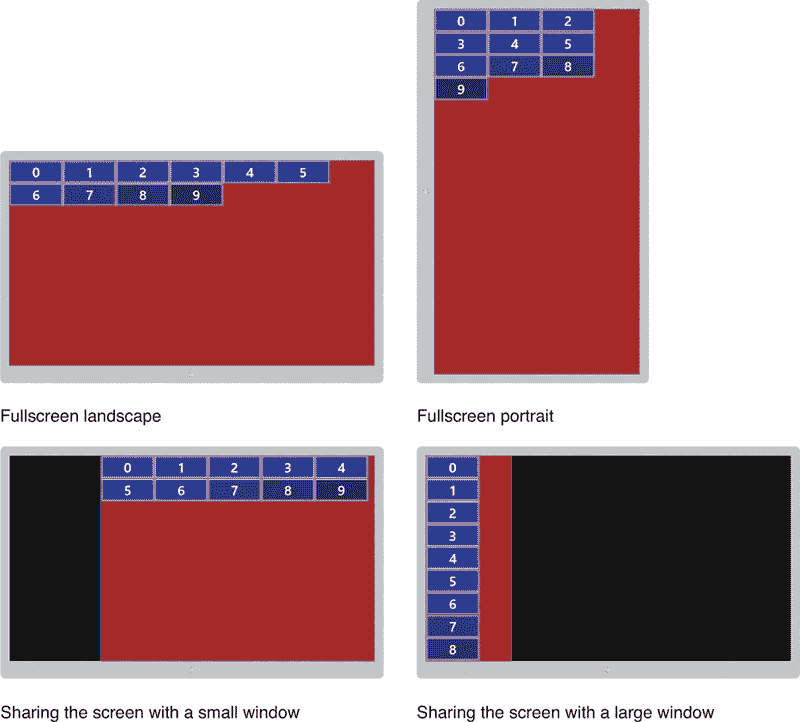 0 1 2 3 4 5
6 7 8 9
Fullscreen landscape
0 1 2
3 4 5
6 7 8
9
Fullscreen portrait
0 1 2 3 4
5 6 7 8 9
Sharing the screen with a small window
0
1
2
3
4
5
6
7
8
Sharing the screen with a large window